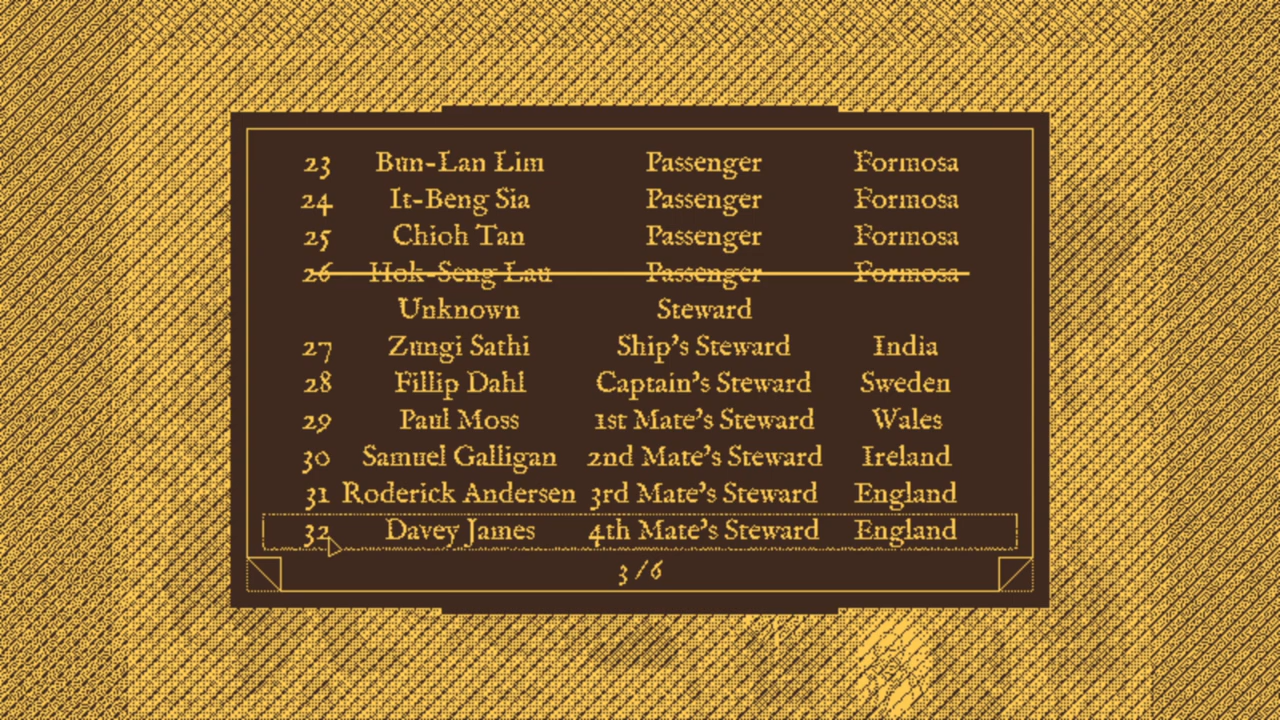 23 Bun-Lan Lim Passenger Formosa
24 It-Beng Sia Passenger Formosa
25 Chioh Tan Passenger Formosa
26 Hok-Seng Lau Passenger Formosa
Unknown Steward
27 Zungi Sathi Ship's Steward India
28 Fillip Dahl Captain's Steward Sweden
29 Paul Moss 1st Mate's Steward Wales
30 Samuel Galligan 2nd Mate's Steward Ireland
31 Roderick Andersen 3rd Mate's Steward England
32 Davey James 4th Mate's Steward England
3/6